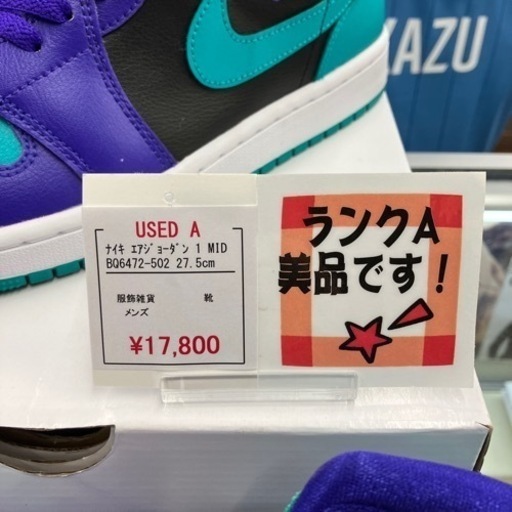 KAZU
USED A
ﾅｲｷ ｴｱｼﾞｮｰﾀﾞﾝ 1 MID
BQ6472-502 27.5cm
服飾雑貨 靴
メンズ
¥17,800
ランクA
美品です！